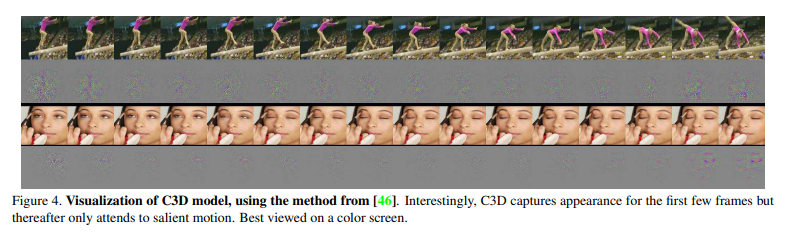 Figure 4. Visualization of C3D model, using the method from [46]. Interestingly, C3D captures appearance for the first few frames but
thereafter only attends to salient motion. Best viewed on a color screen.